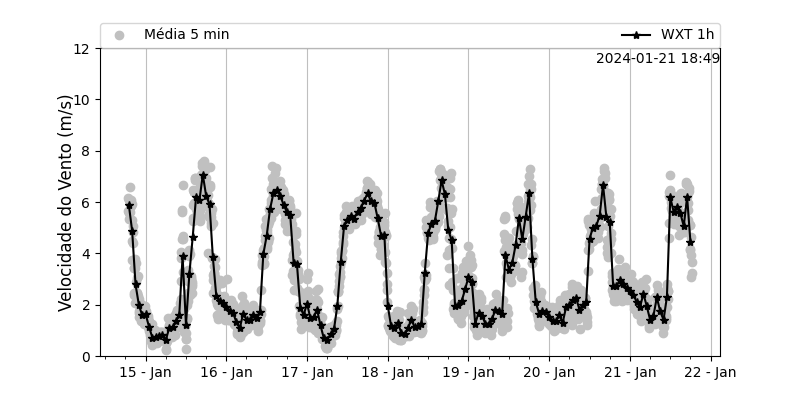 Média 5 min
WXT 1h
2024-01-21 18:49
Velocidade do Vento (m/s)
12
10
8
6
4
2
0
15 - Jan
16 - Jan
17 - Jan
18 - Jan
19 - Jan
20 - Jan
21 - Jan
22 - Jan